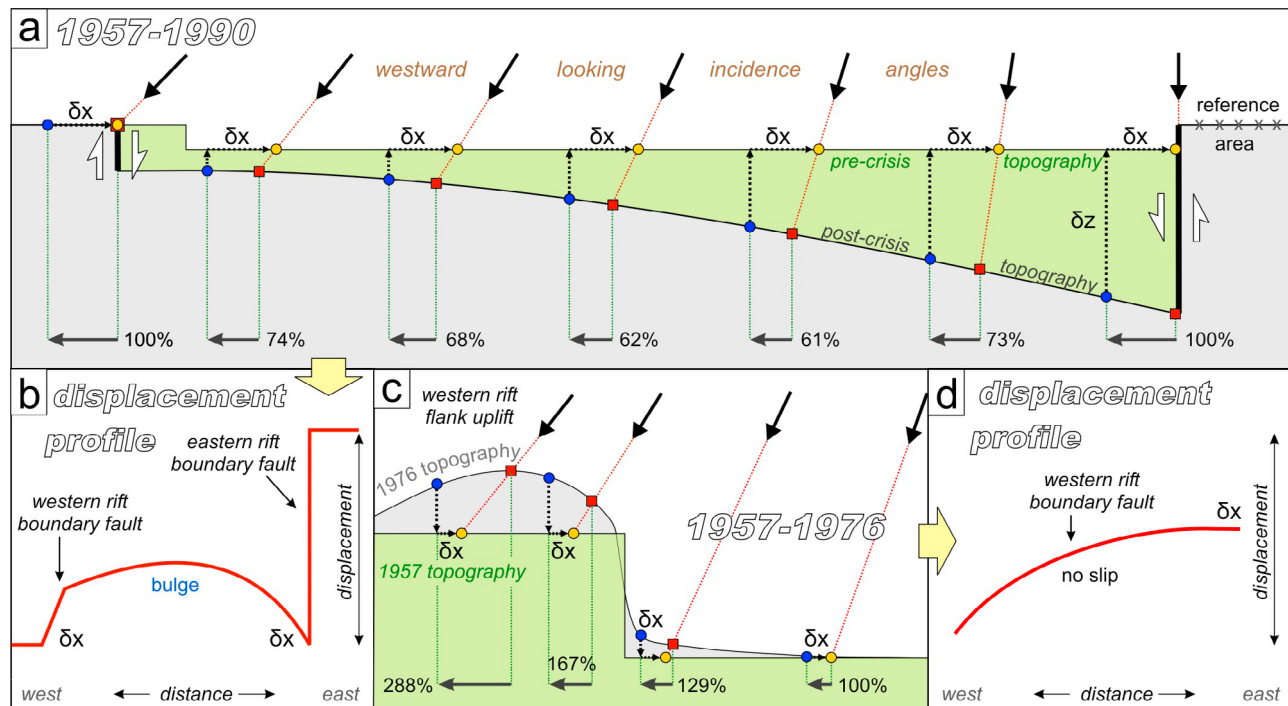 a 1957-1990
westward looking incidence angles
δx
δx δx δx δx δx δx
reference
area
pre-crisis topography
δz
post-crisis topography
100% 74% 68% 62% 61% 73% 100%
b displacement
profile
eastern rift
boundary fault
western rift
boundary fault
bulge
displacement
δx δx
west distance east
c western rift
flank uplift
1976 topography
1957-1976
δx δx
1957 topography
δx δx
288% 167% 129% 100%
d displacement
profile
western rift
boundary fault
δx
no slip
displacement
west distance east